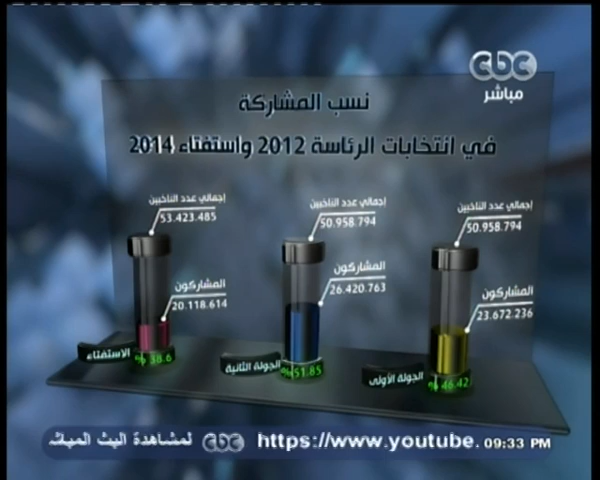 cbc
مباشر
نسب المشاركة
في انتخابات الرئاسة 2012 واستفتاء 2014
إجمالي عدد الناخبين
50.958.794
المشاركون
23.672.236
الجولة الأولى
% 46.42
إجمالي عدد الناخبين
50.958.794
المشاركون
26.420.763
الجولة الثانية
%51.85
إجمالي عدد الناخبين
53.423.485
المشاركون
20.118.614
الاستفتاء
% 38.6
لمشاهدة البث المباشر cbc https://www.youtube. 09:33 PM